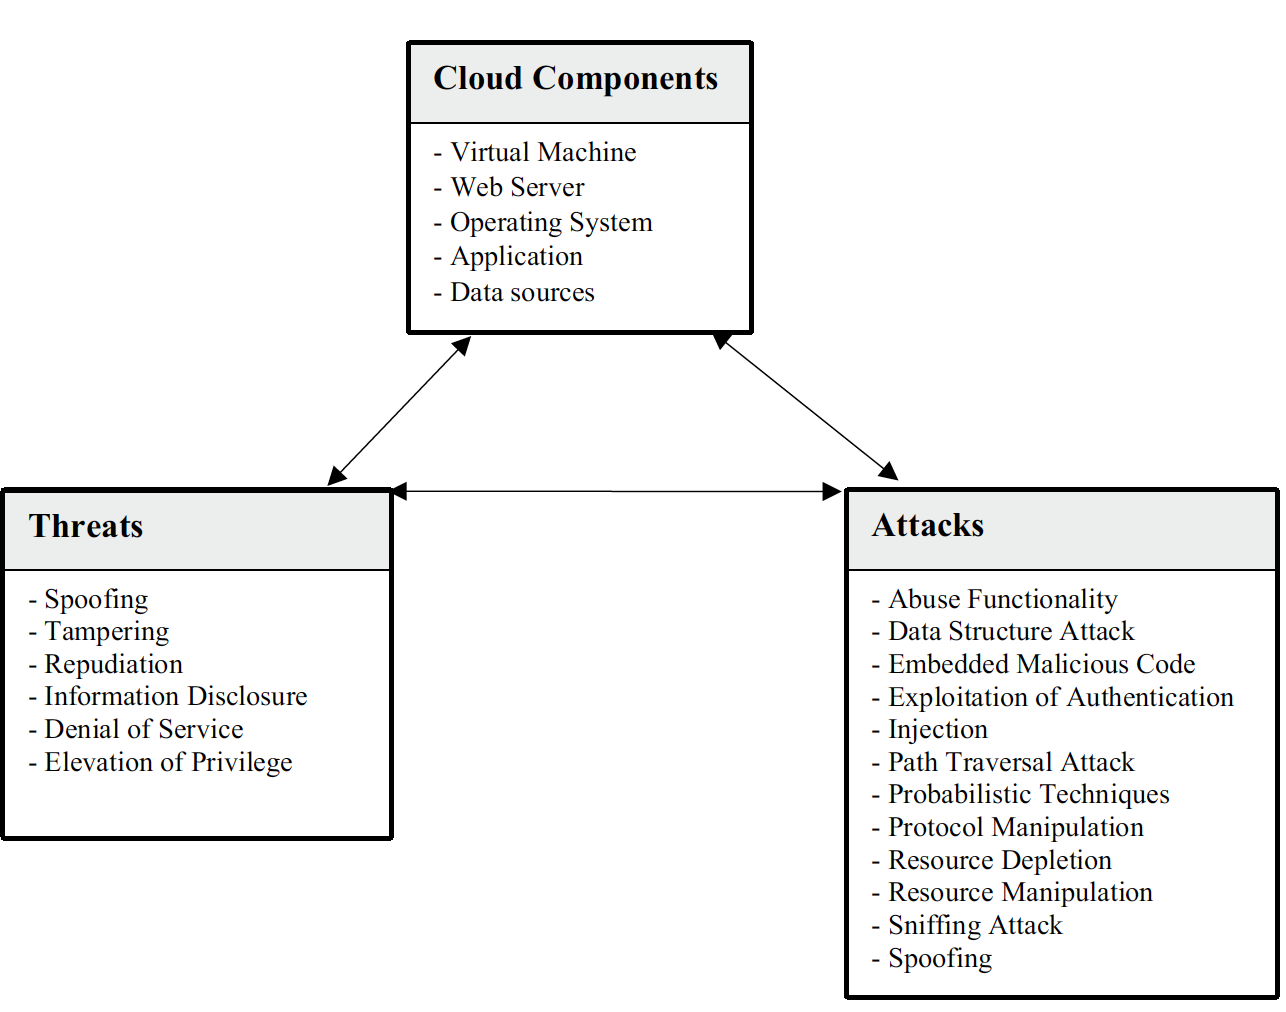 Cloud Components
- Virtual Machine
- Web Server
- Operating System
- Application
- Data sources
Threats
- Spoofing
- Tampering
- Repudiation
- Information Disclosure
- Denial of Service
- Elevation of Privilege
Attacks
- Abuse Functionality
- Data Structure Attack
- Embedded Malicious Code
- Exploitation of Authentication
- Injection
- Path Traversal Attack
- Probabilistic Techniques
- Protocol Manipulation
- Resource Depletion
- Resource Manipulation
- Sniffing Attack
- Spoofing